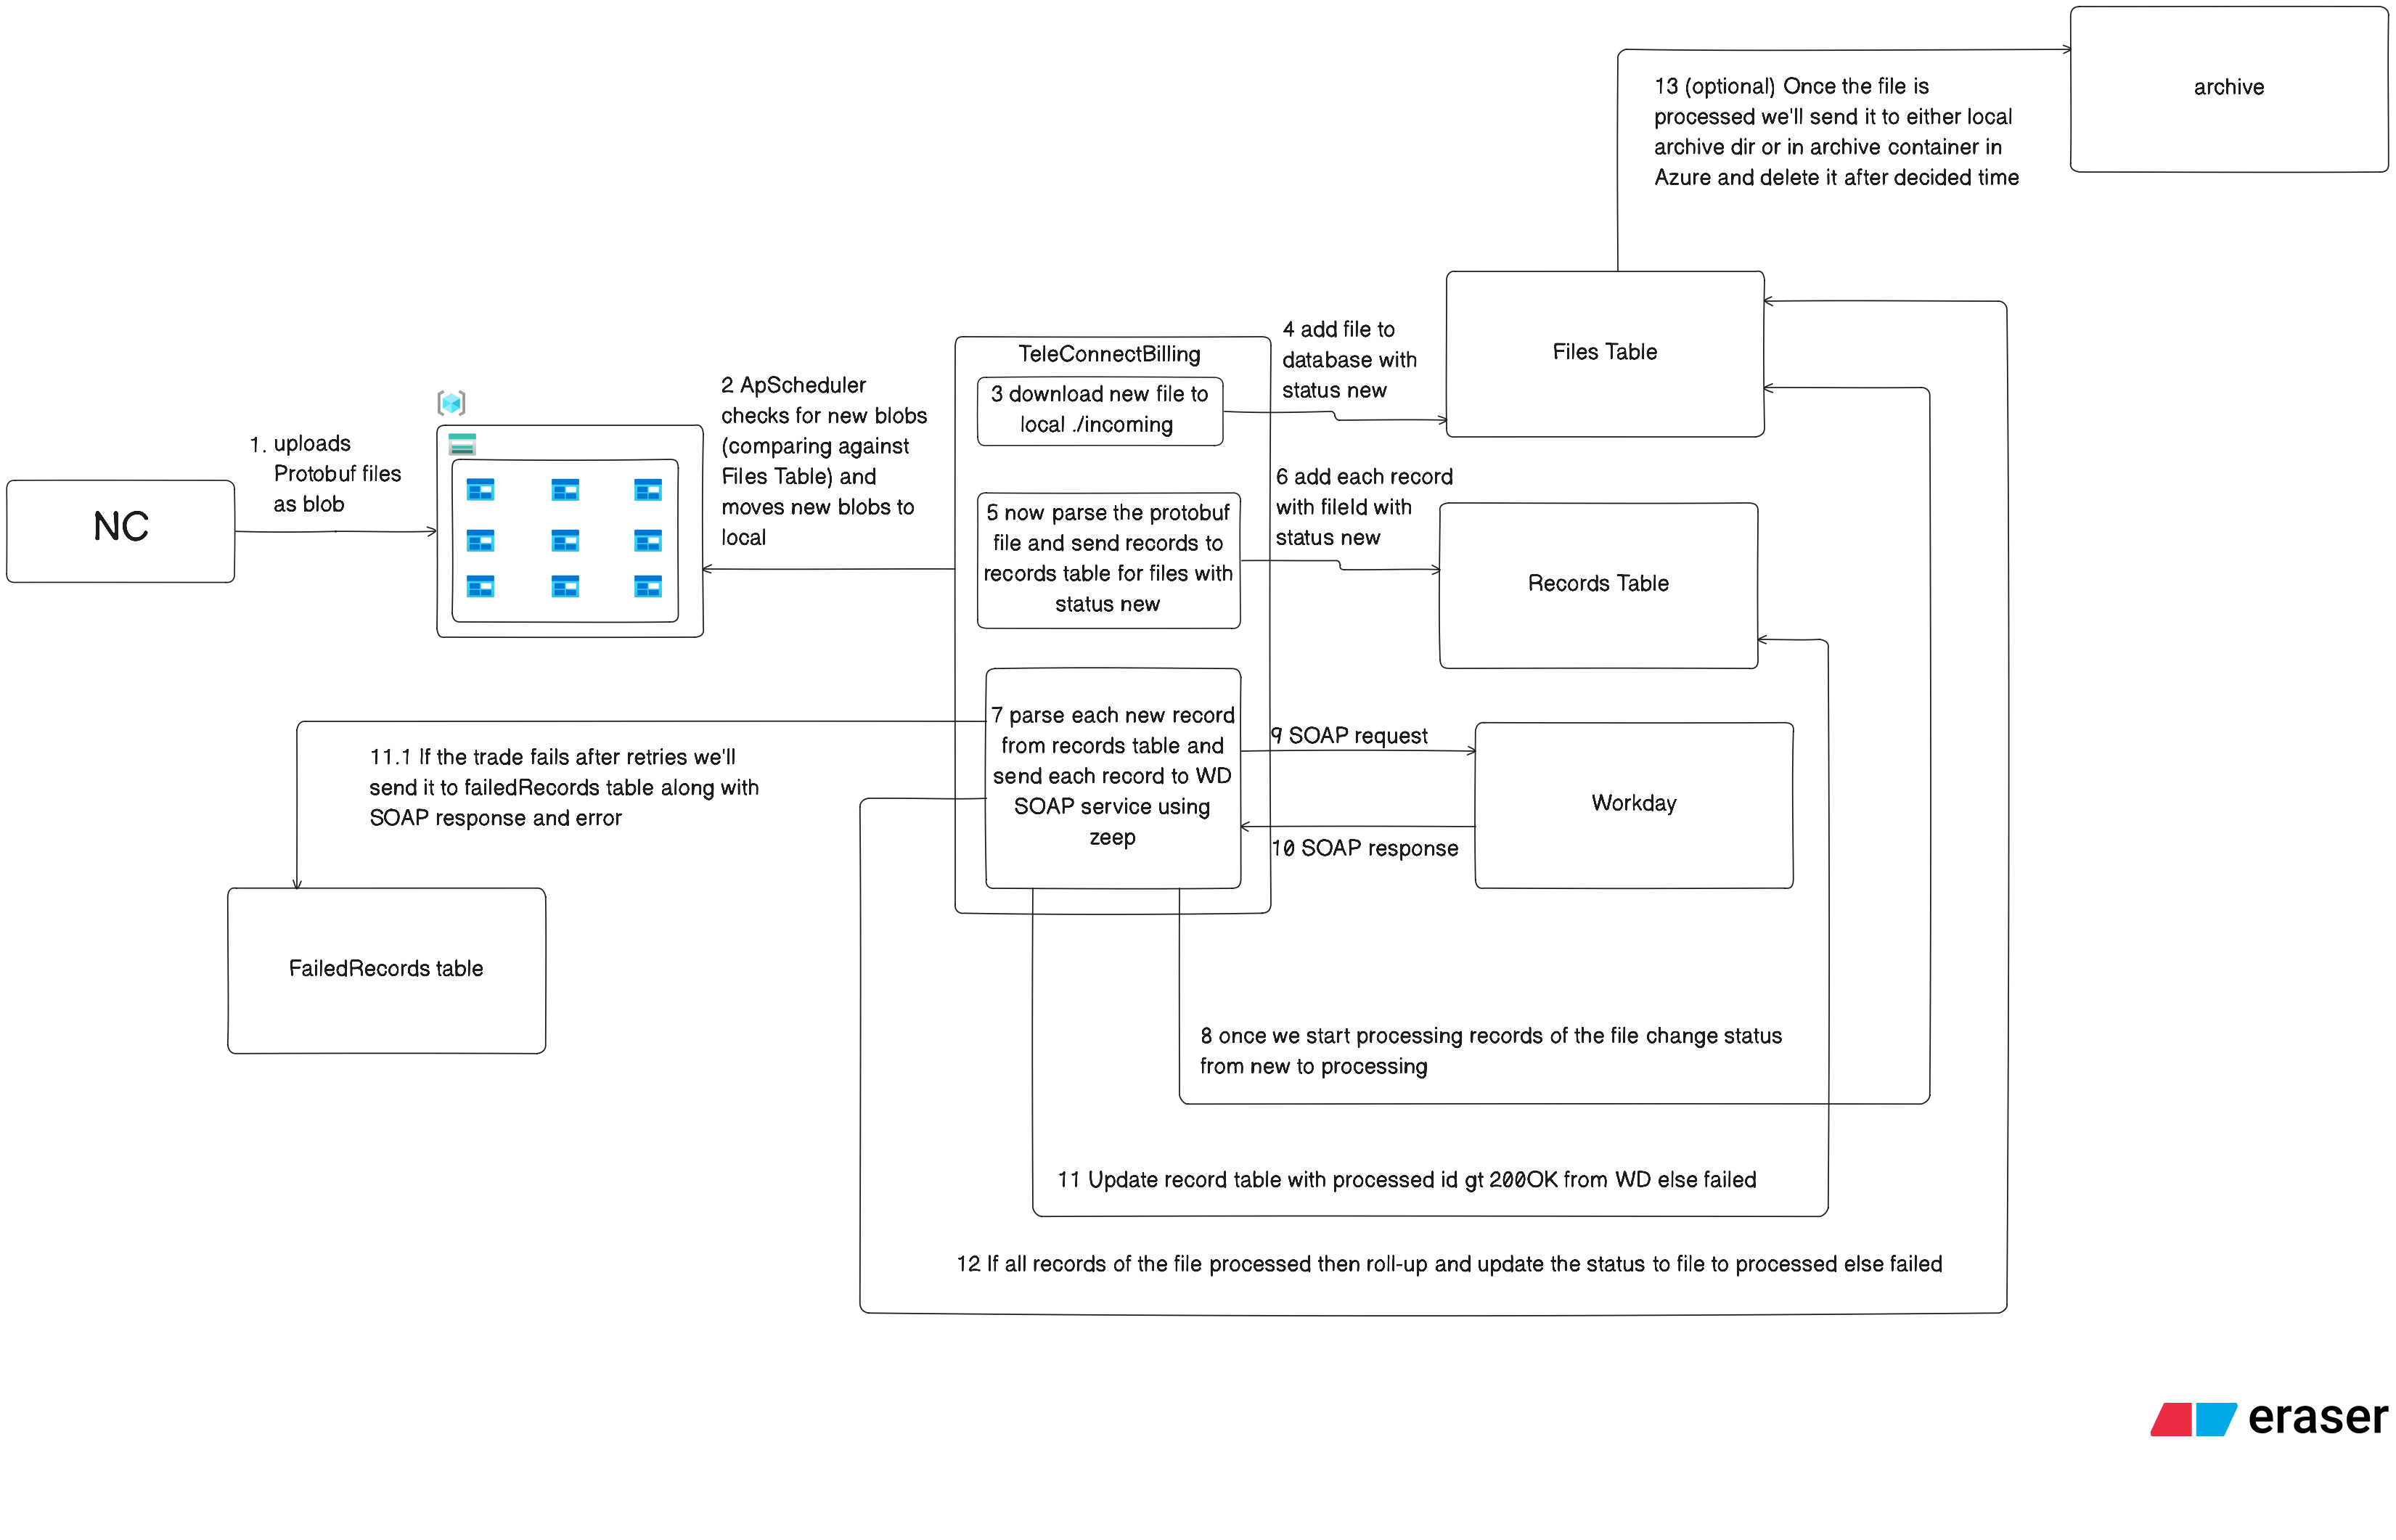 13 (optional) Once the file is
processed we'll send it to either local
archive dir or in archive container in
Azure and delete it after decided time
archive
Files Table
4 add file to
database with
status new
TeleConnectBilling
3 download new file to
local ./incoming
2 ApScheduler
checks for new blobs
(comparing against
Files Table) and
moves new blobs to
local
1. uploads
Protobuf files
as blob
NC
5 now parse the protobuf
file and send records to
records table for files with
status new
6 add each record
with fileId with
status new
Records Table
7 parse each new record
from records table and
send each record to WD
SOAP service using
zeep
9 SOAP request
10 SOAP response
Workday
11.1 If the trade fails after retries we'll
send it to failedRecords table along with
SOAP response and error
FailedRecords table
8 once we start processing records of the file change status
from new to processing
11 Update record table with processed id gt 200OK from WD else failed
12 If all records of the file processed then roll-up and update the status to file to processed else failed
eraser